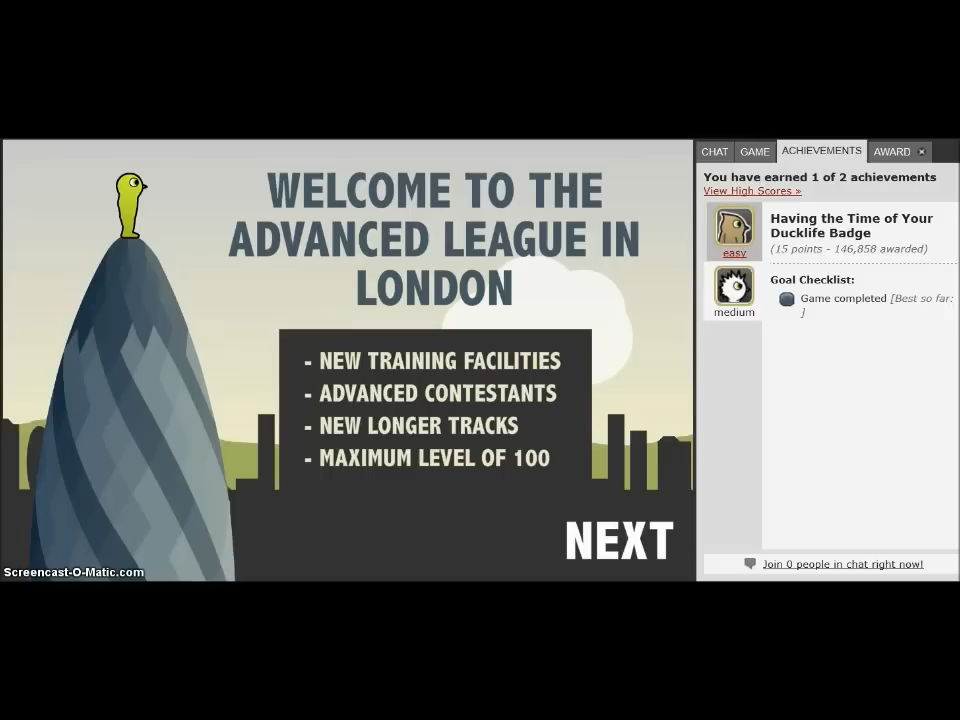 WELCOME TO THE
ADVANCED LEAGUE IN
LONDON
- NEW TRAINING FACILITIES
- ADVANCED CONTESTANTS
- NEW LONGER TRACKS
- MAXIMUM LEVEL OF 100
NEXT
Screencast-O-Matic.com
CHAT GAME ACHIEVEMENTS AWARD
You have earned 1 of 2 achievements
View High Scores »
Having the Time of Your
Ducklife Badge
(15 points - 146,858 awarded)
easy
Goal Checklist:
Game completed [Best so far:
]
medium
Join 0 people in chat right now!